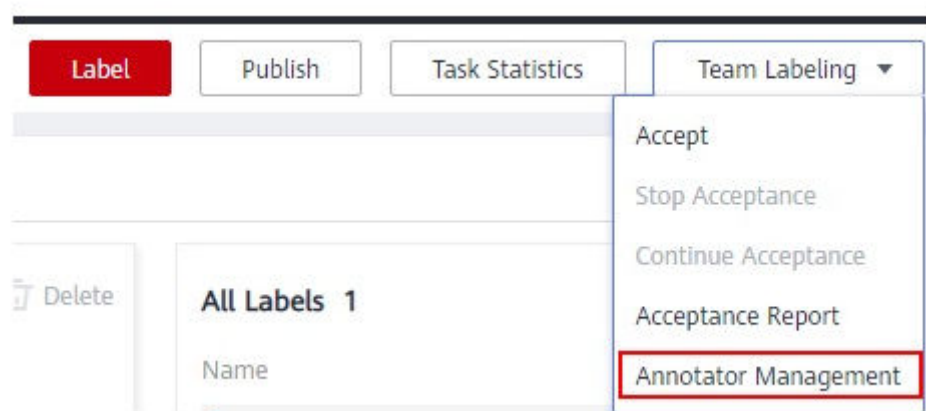 Label Publish Task Statistics Team Labeling
Accept
Stop Acceptance
Continue Acceptance
Delete
All Labels 1
Acceptance Report
Name
Annotator Management